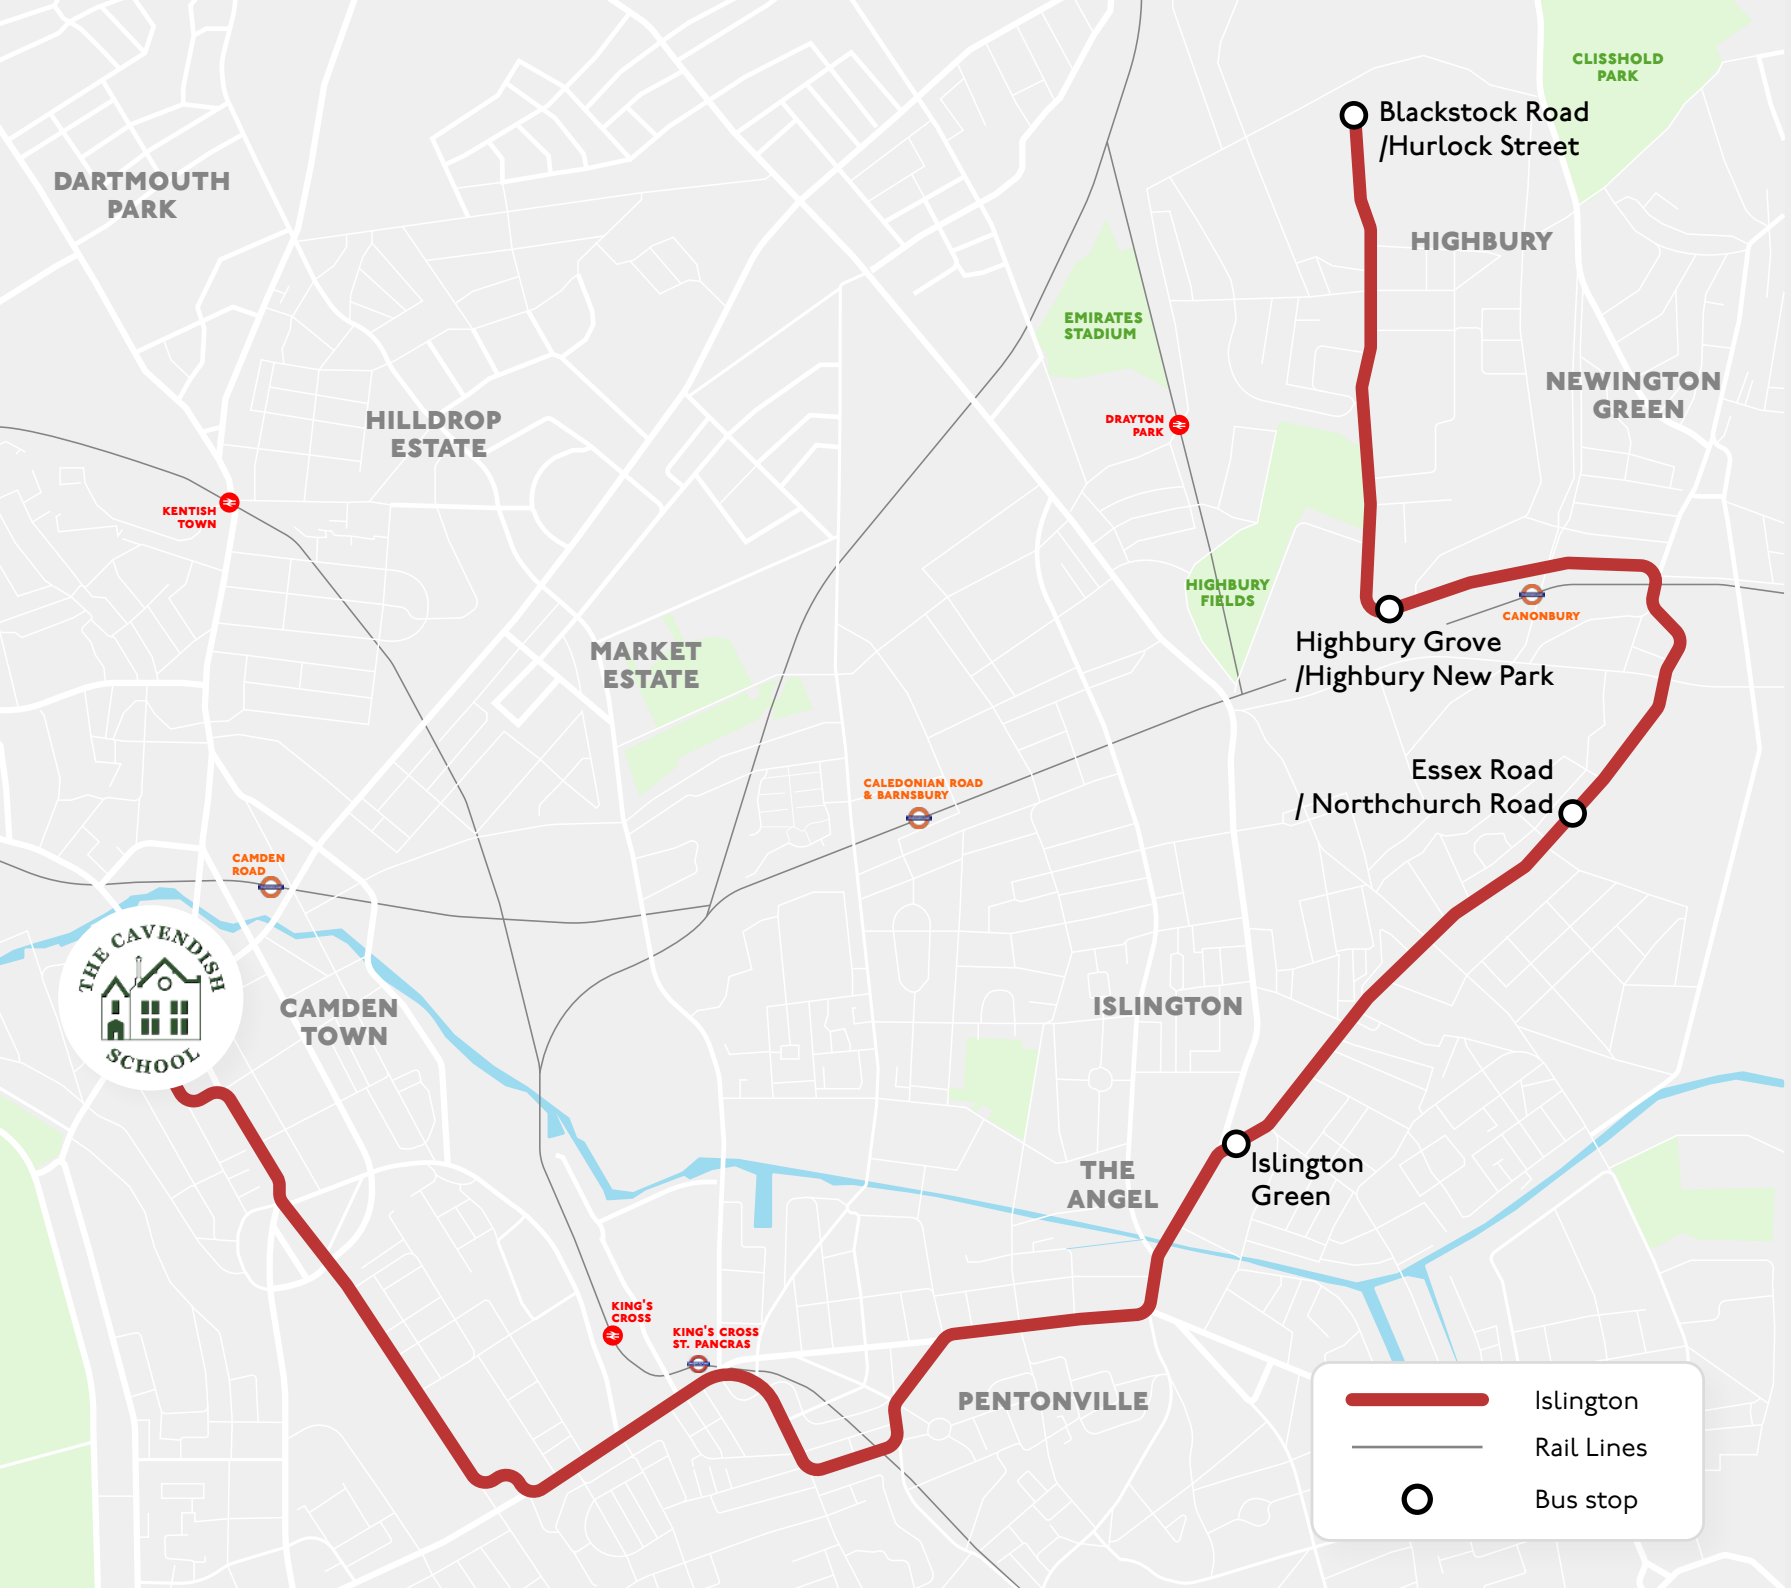 CLISSHOLD
PARK
Blackstock Road
/Hurlock Street
DARTMOUTH
PARK
HIGHBURY
EMIRATES
STADIUM
NEWINGTON
GREEN
HILLDROP
ESTATE
DRAYTON
PARK
KENTISH
TOWN
HIGHBURY
FIELDS
CANONBURY
Highbury Grove
/Highbury New Park
MARKET
ESTATE
Essex Road
/ Northchurch Road
CALEDONIAN ROAD
& BARNSBURY
CAMDEN
ROAD
THE CAVENDISH
SCHOOL
CAMDEN
TOWN
ISLINGTON
THE
ANGEL
Islington
Green
KING'S
CROSS
KING'S CROSS
ST. PANCRAS
PENTONVILLE
Islington
Rail Lines
Bus stop